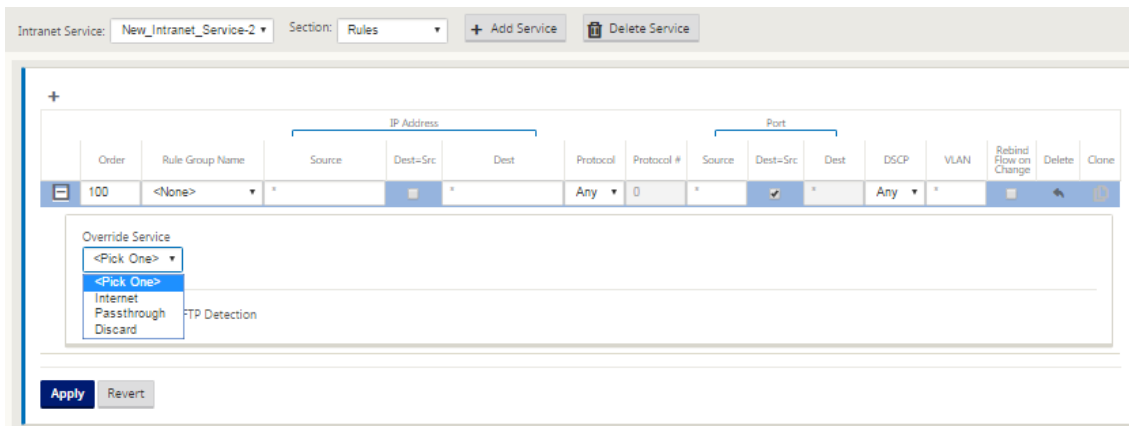 Intranet Service: New_Intranet_Service-2 Section: Rules + Add Service Delete Service
+
IP Address Port
Order Rule Group Name Source Dest=Src Dest Protocol Protocol # Source Dest=Src Dest DSCP VLAN Rebind Flow on Change Delete Clone
100 <None> * * Any 0 * * Any *
Override Service
<Pick One>
<Pick One>
Internet
Passthrough FTP Detection
Discard
Apply Revert